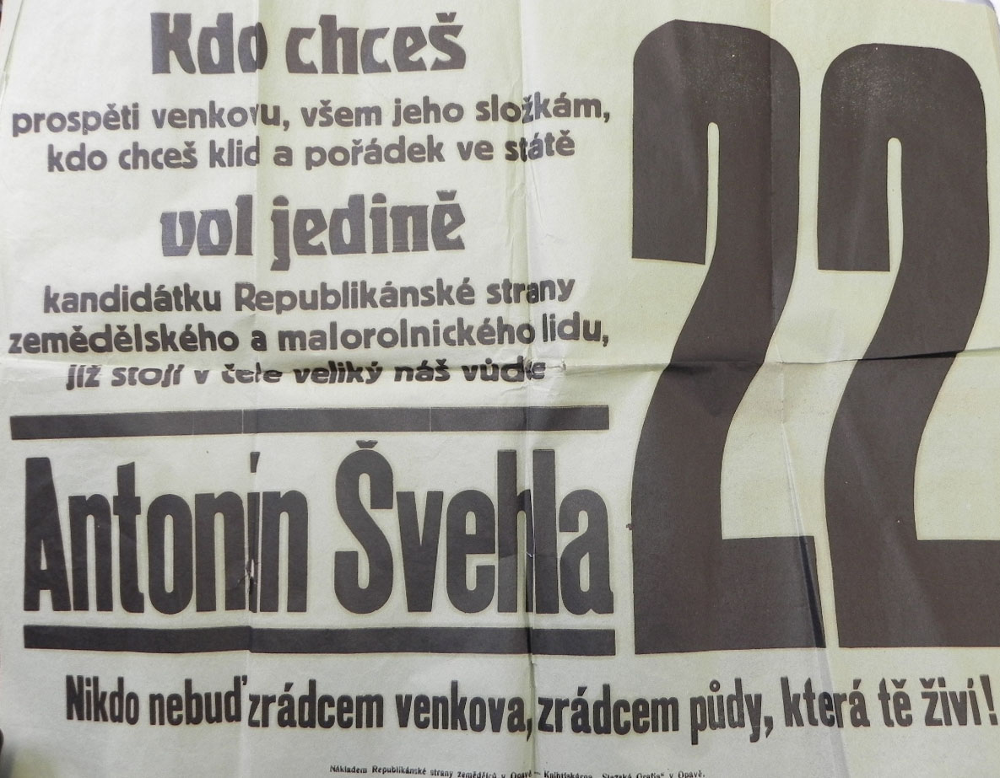 Kdo chceš
prospěti venkovu, všem jeho složkám,
kdo chceš klid a pořádek ve státě
vol jedině
kandidátku Republikánské strany
zemědělského a malorolnického lidu,
jíž stojí v čele veliký náš vůdce
Antonín Švehla
22
Nikdo nebuď zrádcem venkova, zrádcem půdy, která tě živí!
Nákladem Republikánské strany zemědělců v Opavě — Knihtiskárna „Slezská Grafia“ v Opavě.